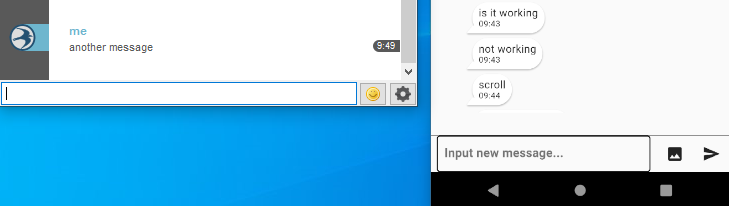 me
another message
9:49
is it working
09:43
not working
09:43
scroll
09:44
Input new message...